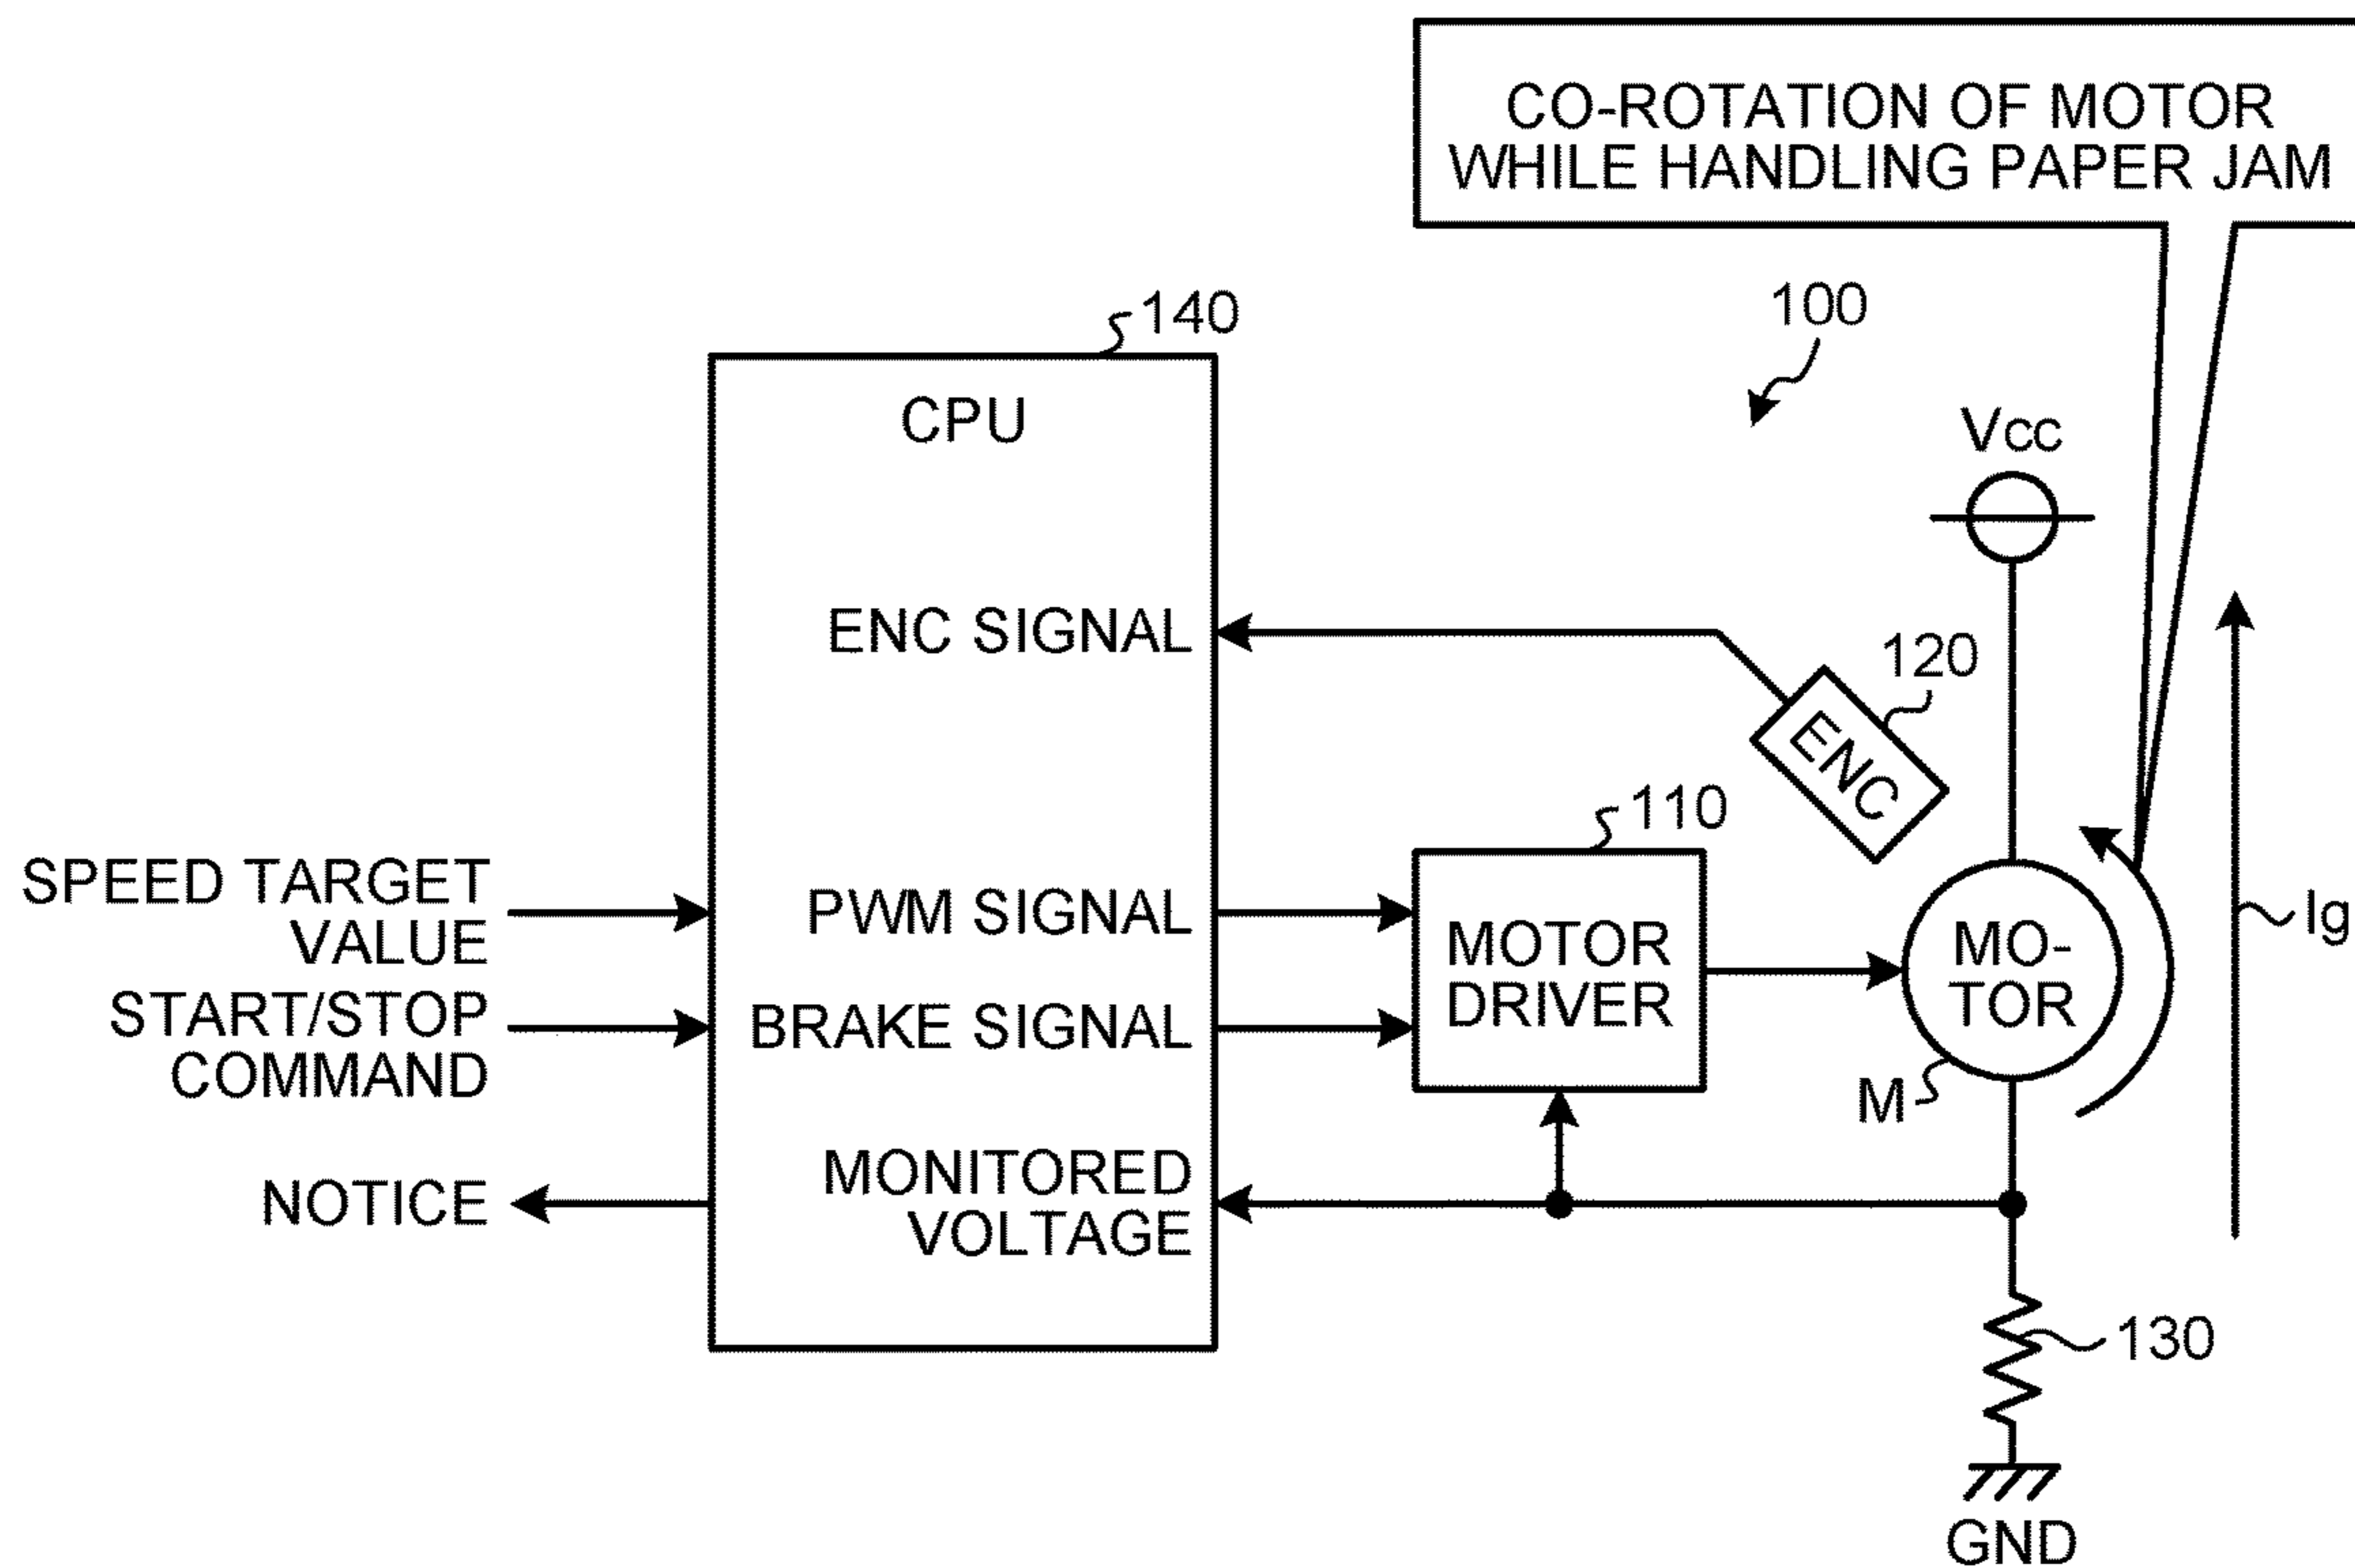 CO-ROTATION OF MOTOR
WHILE HANDLING PAPER JAM
100
140
CPU
Vcc
ENC SIGNAL
120
ENC
110
SPEED TARGET
VALUE
PWM SIGNAL
MOTOR
DRIVER
MO-
TOR
Ig
START/STOP
COMMAND
BRAKE SIGNAL
M
NOTICE
MONITORED
VOLTAGE
130
GND